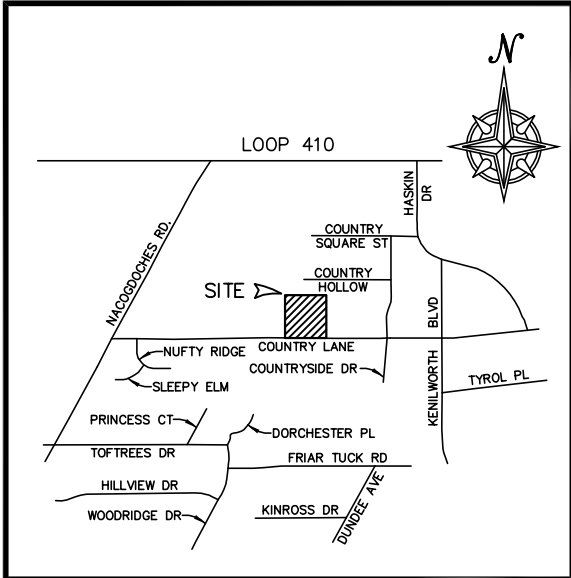 N
LOOP 410
HASKIN
DR
NACOGDOCHES RD.
COUNTRY
SQUARE ST
COUNTRY
HOLLOW
SITE
BLVD
COUNTRY LANE
NUFTY RIDGE
COUNTRYSIDE DR
KENILWORTH
TYROL PL
SLEEPY ELM
PRINCESS CT
DORCHESTER PL
TOFTREES DR
FRIAR TUCK RD
HILLVIEW DR
WOODRIDGE DR
KINROSS DR
DUNDEE AVE